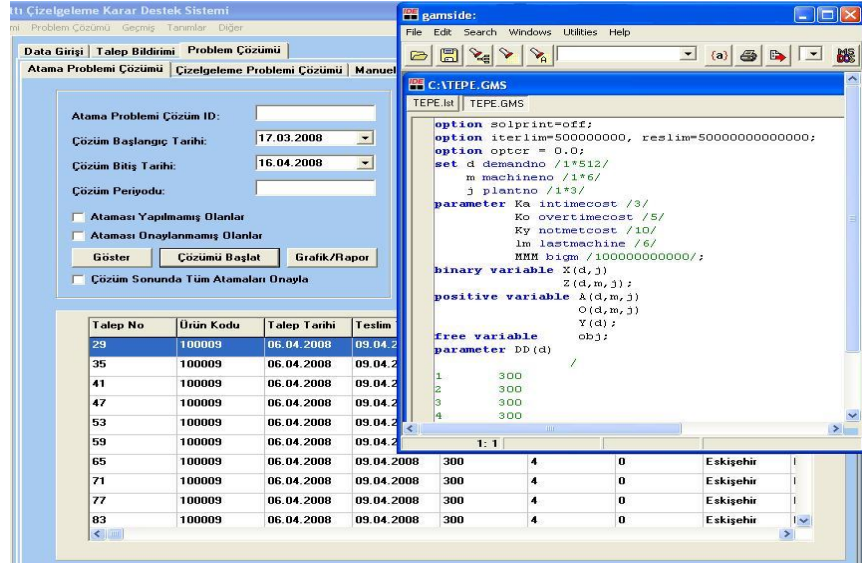 ttı Çizelgeleme Karar Destek Sistemi
mi Problem Çözümü Geçmiş Tanımlar Diğer
Data Girişi Talep Bildirimi Problem Çözümü
Atama Problemi Çözümü Çizelgeleme Problemi Çözümü Manuel
Atama Problemi Çözüm ID:
Çözüm Başlangıç Tarihi: 17.03.2008
Çözüm Bitiş Tarihi: 16.04.2008
Çözüm Periyodu:
Ataması Yapılmamış Olanlar
Ataması Onaylanmamış Olanlar
Göster Çözümü Başlat Grafik/Rapor
Çözüm Sonunda Tüm Atamaları Onayla
Talep No Ürün Kodu Talep Tarihi Teslim
29 100009 06.04.2008 09.04.2
35 100009 06.04.2008 09.04.2
41 100009 06.04.2008 09.04.2
47 100009 06.04.2008 09.04.2
53 100009 06.04.2008 09.04.2
59 100009 06.04.2008 09.04.2
65 100009 06.04.2008 09.04.2008 300 4 0 Eskişehir
71 100009 06.04.2008 09.04.2008 300 4 0 Eskişehir
77 100009 06.04.2008 09.04.2008 300 4 0 Eskişehir
83 100009 06.04.2008 09.04.2008 300 4 0 Eskişehir
IDE gamside:
File Edit Search Windows Utilities Help
{a} MS DOS
IDE C:\TEPE.GMS
TEPE.lst TEPE.GMS
option solprint=off;
option iterlim=500000000, reslim=50000000000000;
option optcr = 0.0;
set d demandno /1*512/
m machineno /1*6/
j plantno /1*3/
parameter Ka intimecost /3/
Ko overtimecost /5/
Ky notmetcost /10/
lm lastmachine /6/
MMM bigm /100000000000/;
binary variable X(d,j)
Z(d,m,j);
positive variable A(d,m,j)
O(d,m,j)
Y(d);
free variable obj;
parameter DD(d)
/
1 300
2 300
3 300
4 300
1: 1